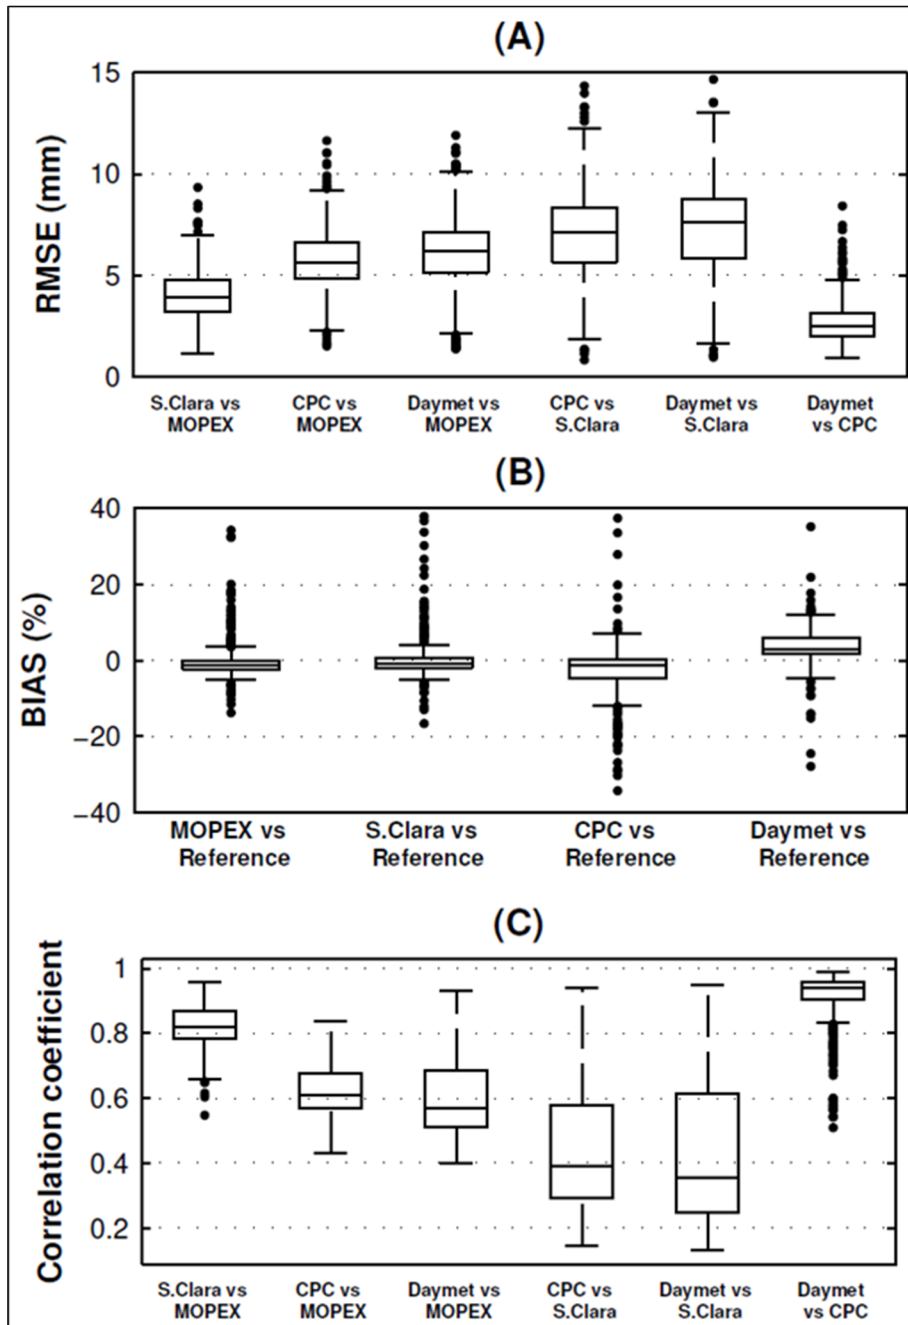 (A)
RMSE (mm)
15
10
5
0
S.Clara vs MOPEX
CPC vs MOPEX
Daymet vs MOPEX
CPC vs S.Clara
Daymet vs S.Clara
Daymet vs CPC
(B)
BIAS (%)
40
20
0
−20
−40
MOPEX vs Reference
S.Clara vs Reference
CPC vs Reference
Daymet vs Reference
(C)
Correlation coefficient
1
0.8
0.6
0.4
0.2
S.Clara vs MOPEX
CPC vs MOPEX
Daymet vs MOPEX
CPC vs S.Clara
Daymet vs S.Clara
Daymet vs CPC